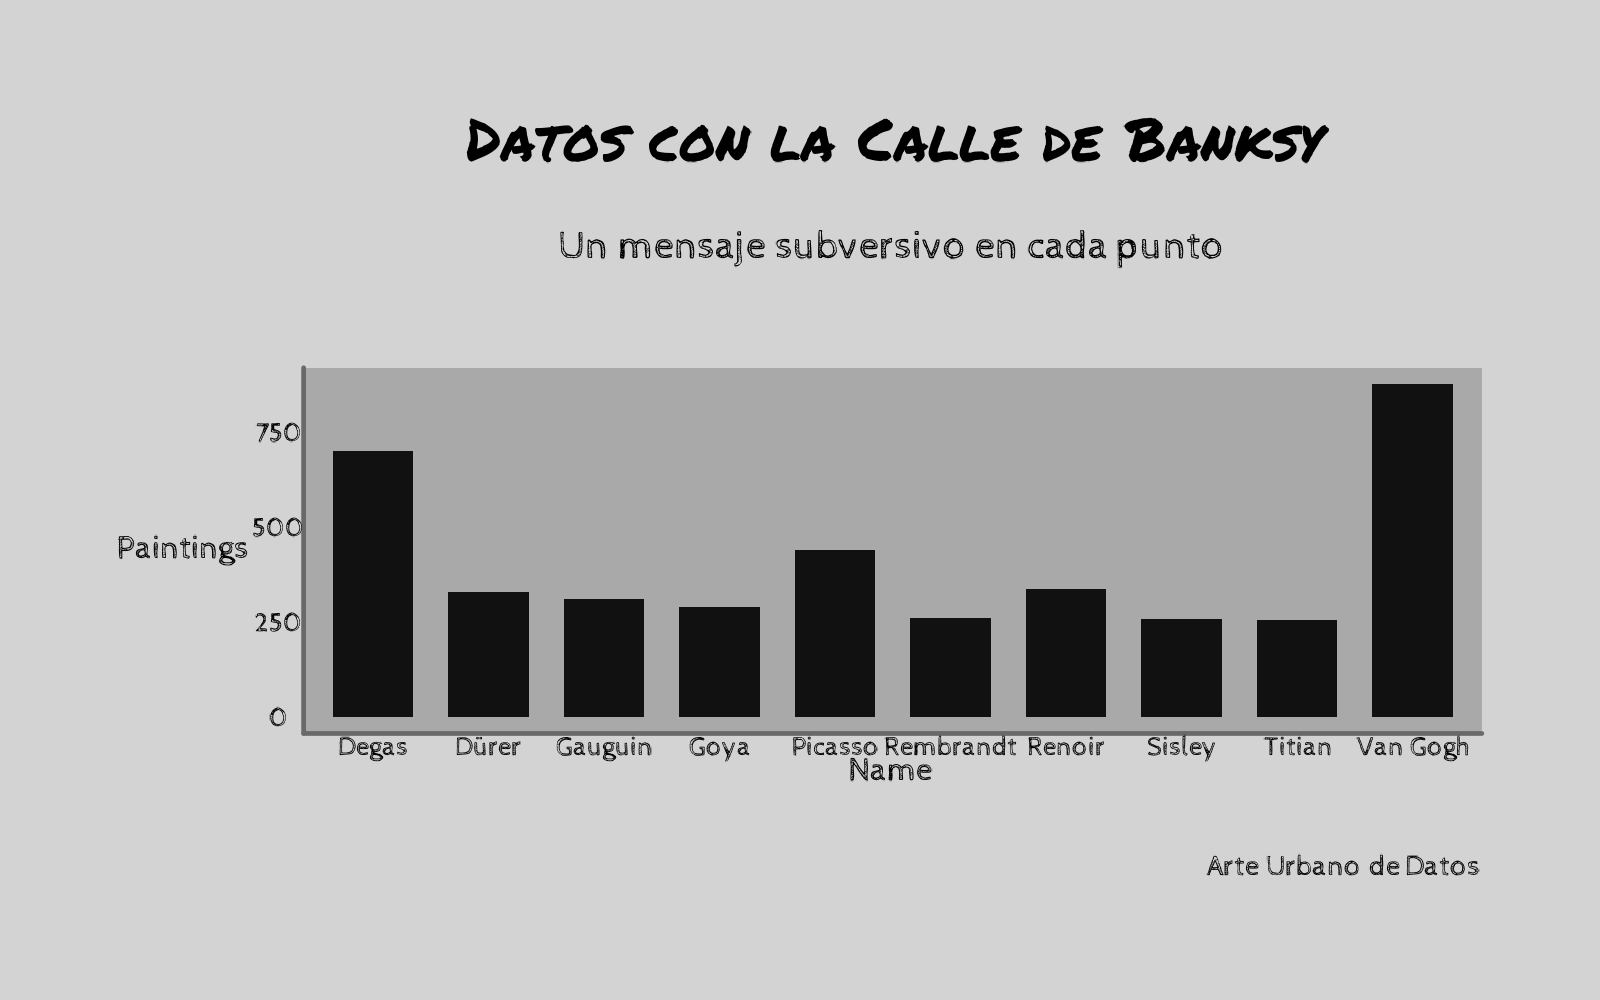 Datos con la Calle de Banksy
Un mensaje subversivo en cada punto
750
500
Paintings
250
0
Degas Dürer Gauguin Goya Picasso Rembrandt Renoir Sisley Titian Van Gogh
Name
Arte Urbano de Datos